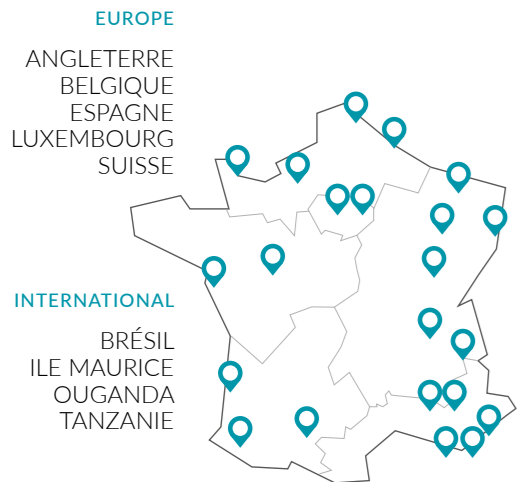 EUROPE
ANGLETERRE
BELGIQUE
ESPAGNE
LUXEMBOURG
SUISSE
INTERNATIONAL
BRÉSIL
ILE MAURICE
OUGANDA
TANZANIE